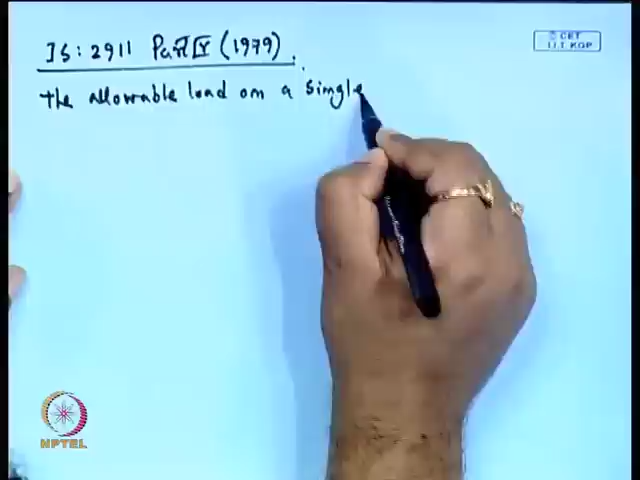 IS: 2911 Part IV (1979)
© CET
I.I.T. KGP
The allowable load on a single
NPTEL